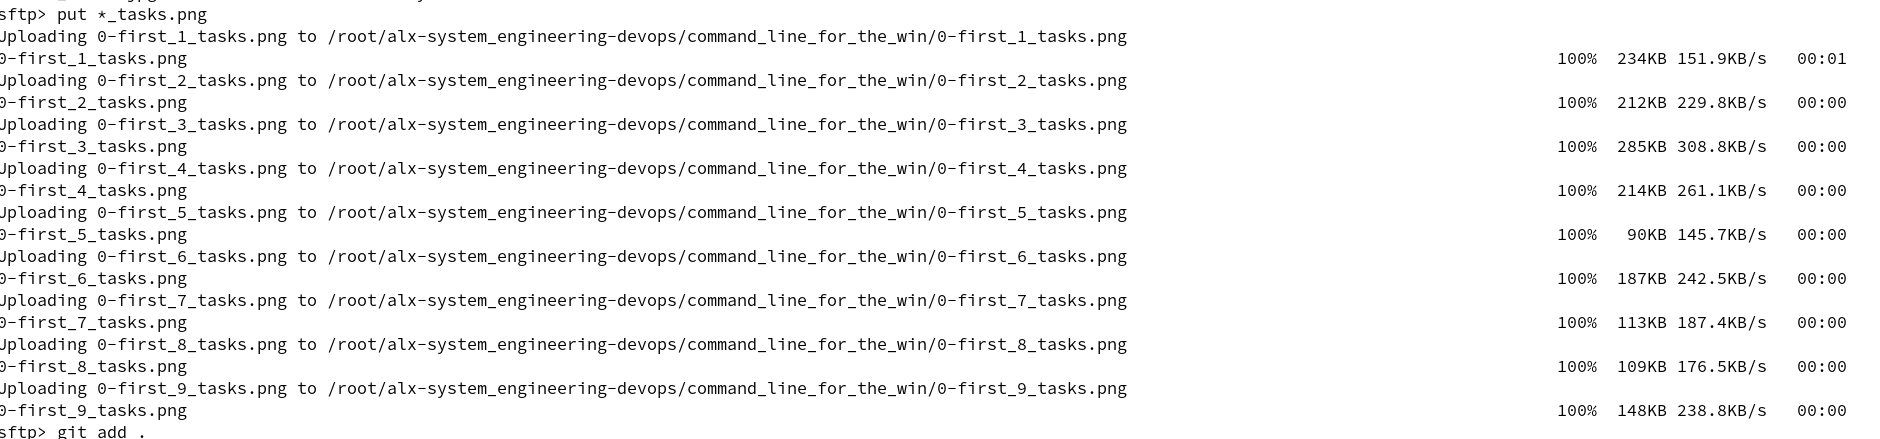 sftp> put *_tasks.png
Uploading 0-first_1_tasks.png to /root/alx-system_engineering-devops/command_line_for_the_win/0-first_1_tasks.png
0-first_1_tasks.png 100% 234KB 151.9KB/s 00:01
Uploading 0-first_2_tasks.png to /root/alx-system_engineering-devops/command_line_for_the_win/0-first_2_tasks.png
0-first_2_tasks.png 100% 212KB 229.8KB/s 00:00
Uploading 0-first_3_tasks.png to /root/alx-system_engineering-devops/command_line_for_the_win/0-first_3_tasks.png
0-first_3_tasks.png 100% 285KB 308.8KB/s 00:00
Uploading 0-first_4_tasks.png to /root/alx-system_engineering-devops/command_line_for_the_win/0-first_4_tasks.png
0-first_4_tasks.png 100% 214KB 261.1KB/s 00:00
Uploading 0-first_5_tasks.png to /root/alx-system_engineering-devops/command_line_for_the_win/0-first_5_tasks.png
0-first_5_tasks.png 100% 90KB 145.7KB/s 00:00
Uploading 0-first_6_tasks.png to /root/alx-system_engineering-devops/command_line_for_the_win/0-first_6_tasks.png
0-first_6_tasks.png 100% 187KB 242.5KB/s 00:00
Uploading 0-first_7_tasks.png to /root/alx-system_engineering-devops/command_line_for_the_win/0-first_7_tasks.png
0-first_7_tasks.png 100% 113KB 187.4KB/s 00:00
Uploading 0-first_8_tasks.png to /root/alx-system_engineering-devops/command_line_for_the_win/0-first_8_tasks.png
0-first_8_tasks.png 100% 109KB 176.5KB/s 00:00
Uploading 0-first_9_tasks.png to /root/alx-system_engineering-devops/command_line_for_the_win/0-first_9_tasks.png
0-first_9_tasks.png 100% 148KB 238.8KB/s 00:00
sftp> git add .